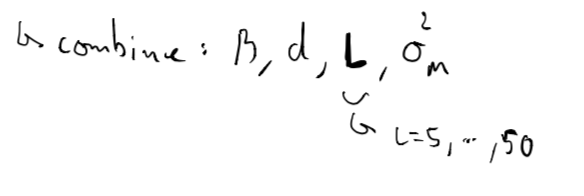 ↳ combine: β, d, L, σ²ₘ
↳ L=5, ..., 50